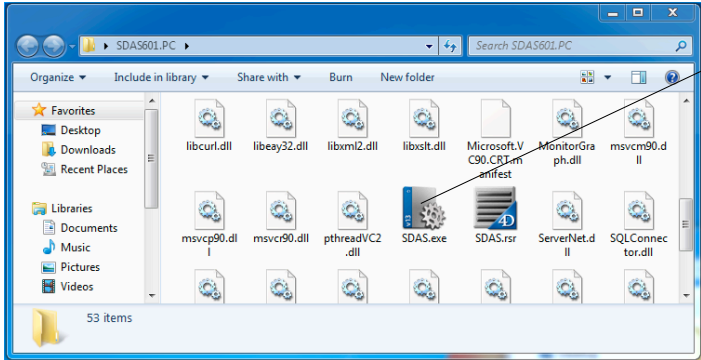 SDAS601.PC
Search SDAS601.PC
Organize
Include in library
Share with
Burn
New folder
Favorites
Desktop
Downloads
Recent Places
Libraries
Documents
Music
Pictures
Videos
libcurl.dll
libeay32.dll
libxml2.dll
libxslt.dll
Microsoft.V
C90.CRT.m
anifest
MonitorGra
ph.dll
msvcm90.d
ll
msvcp90.dl
l
msvcr90.dll
pthreadVC2
.dll
v13
SDAS.exe
4D
SDAS.rsr
ServerNet.d
ll
SQLConnec
tor.dll
53 items